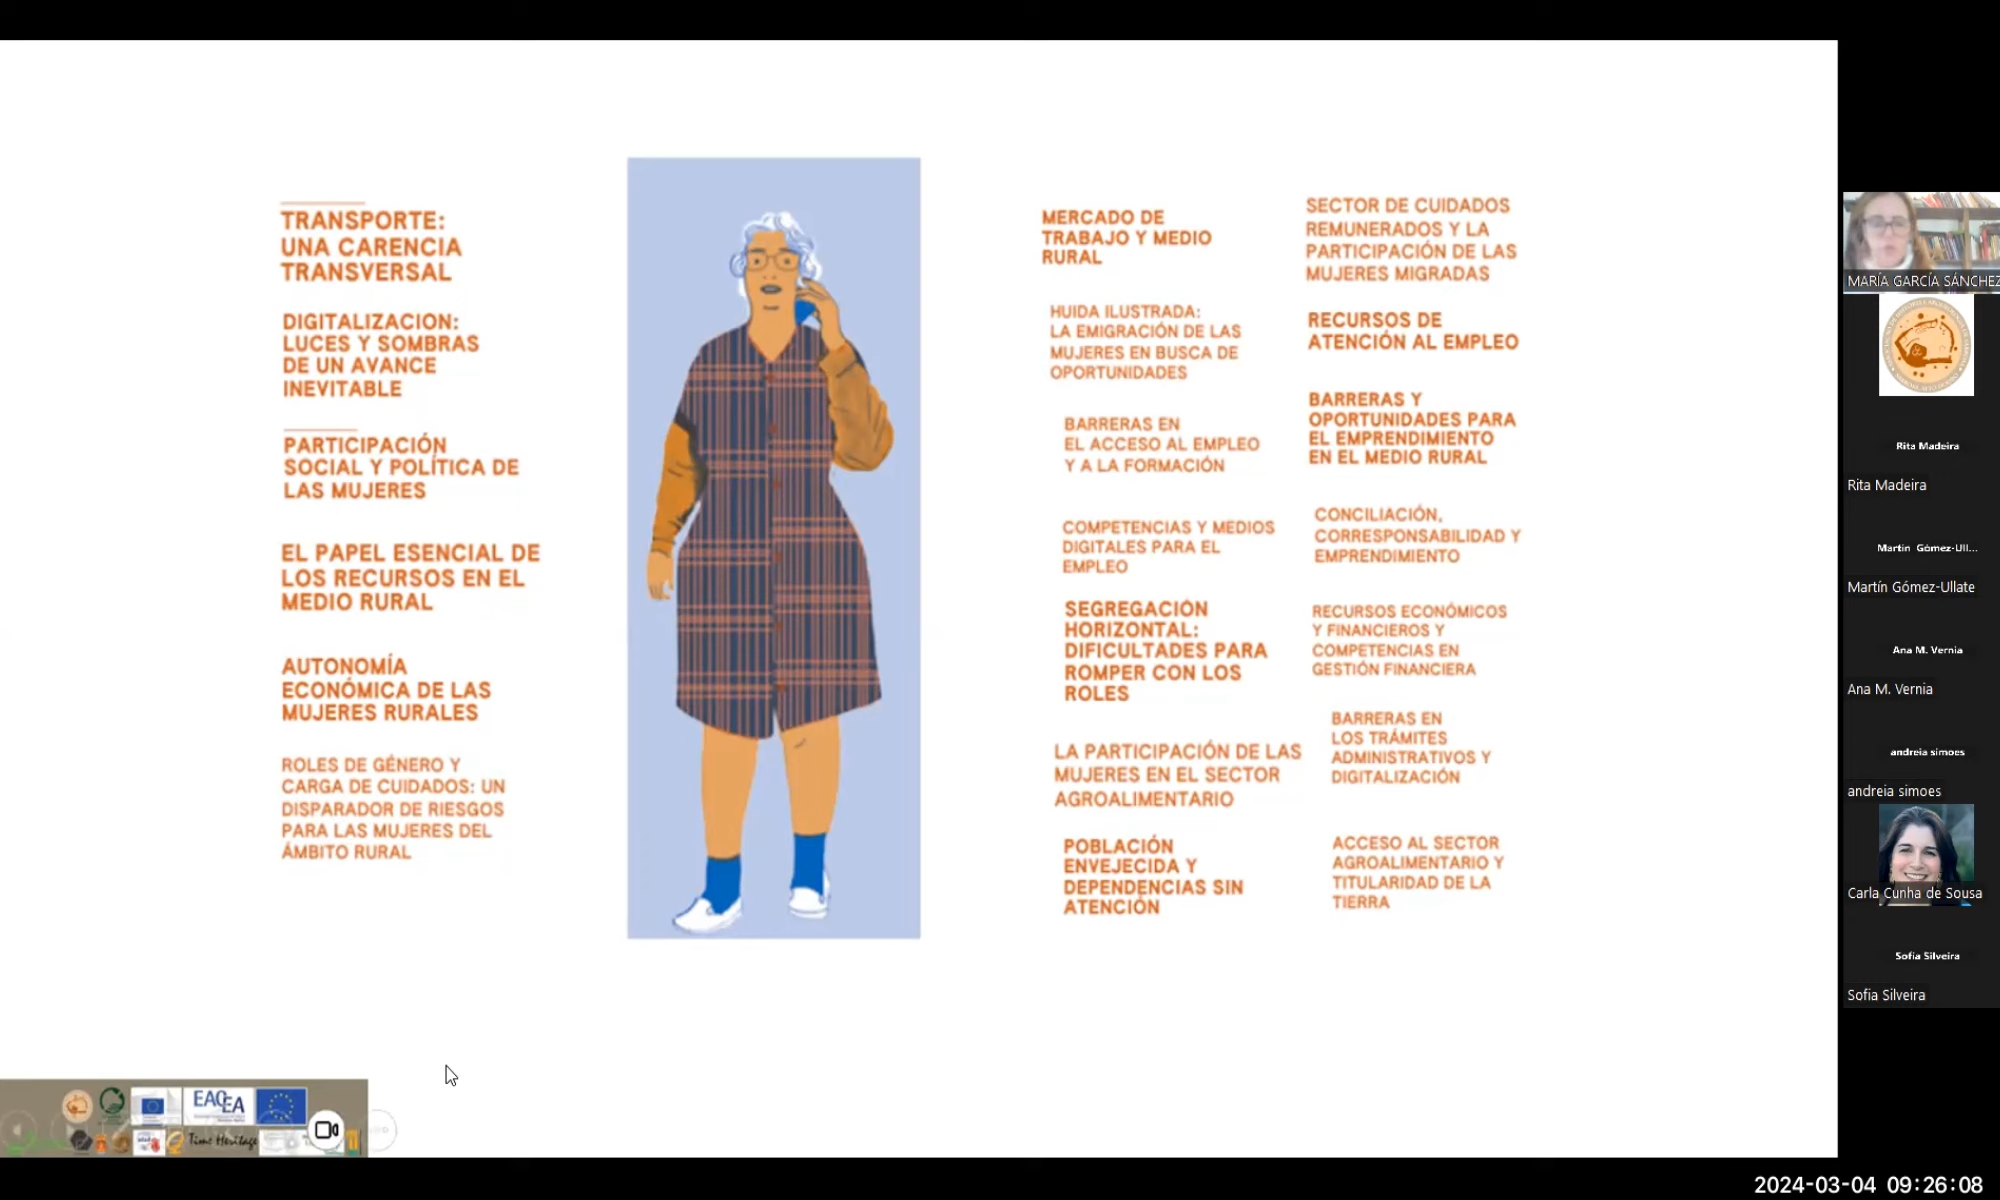 TRANSPORTE:
UNA CARENCIA
TRANSVERSAL
DIGITALIZACION:
LUCES Y SOMBRAS
DE UN AVANCE
INEVITABLE
PARTICIPACIÓN
SOCIAL Y POLÍTICA DE
LAS MUJERES
EL PAPEL ESENCIAL DE
LOS RECURSOS EN EL
MEDIO RURAL
AUTONOMÍA
ECONÓMICA DE LAS
MUJERES RURALES
ROLES DE GÉNERO Y
CARGA DE CUIDADOS: UN
DISPARADOR DE RIESGOS
PARA LAS MUJERES DEL
ÁMBITO RURAL
MERCADO DE
TRABAJO Y MEDIO
RURAL
HUIDA ILUSTRADA:
LA EMIGRACIÓN DE LAS
MUJERES EN BUSCA DE
OPORTUNIDADES
BARRERAS EN
EL ACCESO AL EMPLEO
Y A LA FORMACIÓN
COMPETENCIAS Y MEDIOS
DIGITALES PARA EL
EMPLEO
SEGREGACIÓN
HORIZONTAL:
DIFICULTADES PARA
ROMPER CON LOS
ROLES
LA PARTICIPACIÓN DE LAS
MUJERES EN EL SECTOR
AGROALIMENTARIO
POBLACIÓN
ENVEJECIDA Y
DEPENDENCIAS SIN
ATENCIÓN
SECTOR DE CUIDADOS
REMUNERADOS Y LA
PARTICIPACIÓN DE LAS
MUJERES MIGRADAS
RECURSOS DE
ATENCIÓN AL EMPLEO
BARRERAS Y
OPORTUNIDADES PARA
EL EMPRENDIMIENTO
EN EL MEDIO RURAL
CONCILIACIÓN,
CORRESPONSABILIDAD Y
EMPRENDIMIENTO
RECURSOS ECONÓMICOS
Y FINANCIEROS Y
COMPETENCIAS EN
GESTIÓN FINANCIERA
BARRERAS EN
LOS TRÁMITES
ADMINISTRATIVOS Y
DIGITALIZACIÓN
ACCESO AL SECTOR
AGROALIMENTARIO Y
TITULARIDAD DE LA
TIERRA
MARÍA GARCÍA SÁNCHEZ
Rita Madeira
Rita Madeira
Martín Gómez-Ull...
Martín Gómez-Ullate
Ana M. Vernia
Ana M. Vernia
andreia simoes
andreia simoes
Carla Cunha de Sousa
Sofia Silveira
Sofia Silveira
EAEA
Time Heritage
2024-03-04 09:26:08